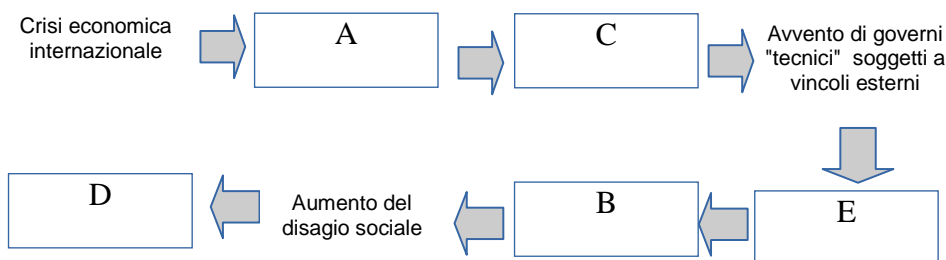 Crisi economica
internazionale
A
C
Avvento di governi
"tecnici" soggetti a
vincoli esterni
E
B
Aumento del
disagio sociale
D